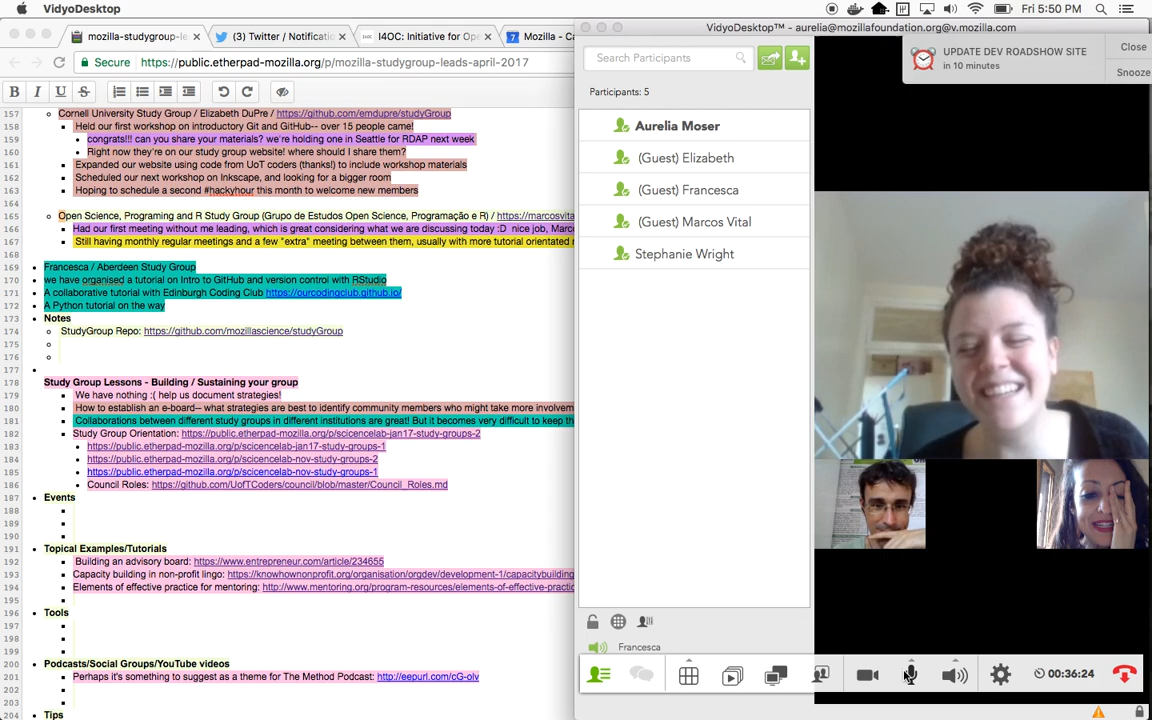 VidyoDesktop
Fri 5:50 PM
mozilla-studygroup-le
(3) Twitter / Notificatio
I4OC: Initiative for Ope
Mozilla - Ca
VidyoDesktop™ - aurelia@mozillafoundation.org@v.mozilla.com
Secure
https://public.etherpad-mozilla.org/p/mozilla-studygroup-leads-april-2017
B I U S
157 Cornell University Study Group / Elizabeth DuPre / https://github.com/emdupre/studyGroup
158 Held our first workshop on introductory Git and GitHub-- over 15 people came!
159 congrats!!! can you share your materials? we're holding one in Seattle for RDAP next week
160 Right now they're on our study group website! where should I share them?
161 Expanded our website using code from UoT coders (thanks!) to include workshop materials
162 Scheduled our next workshop on Inkscape, and looking for a bigger room
163 Hoping to schedule a second #hackyhour this month to welcome new members
164
165 Open Science, Programing and R Study Group (Grupo de Estudos Open Science, Programação e R) / https://marcosvita
166 Had our first meeting without me leading, which is great considering what we are discussing today :D nice job, Marc
167 Still having monthly regular meetings and a few "extra" meeting between them, usually with more tutorial orientated
168
169 Francesca / Aberdeen Study Group
170 we have organised a tutorial on Intro to GitHub and version control with RStudio
171 A collaborative tutorial with Edinburgh Coding Club https://ourcodingclub.github.io/
172 A Python tutorial on the way
173 Notes
174 StudyGroup Repo: https://github.com/mozillascience/studyGroup
175
176
177
178 Study Group Lessons - Building / Sustaining your group
179 We have nothing :( help us document strategies!
180 How to establish an e-board-- what strategies are best to identify community members who might take more involvem
181 Collaborations between different study groups in different institutions are great! But it becomes very difficult to keep th
182 Study Group Orientation: https://public.etherpad-mozilla.org/p/scicencelab-jan17-study-groups-2
183 https://public.etherpad-mozilla.org/p/scicencelab-jan17-study-groups-1
184 https://public.etherpad-mozilla.org/p/sciencelab-nov-study-groups-2
185 https://public.etherpad-mozilla.org/p/sciencelab-nov-study-groups-1
186 Council Roles: https://github.com/UofTCoders/council/blob/master/Council_Roles.md
187 Events
188
189
190
191 Topical Examples/Tutorials
192 Building an advisory board: https://www.entrepreneur.com/article/234655
193 Capacity building in non-profit lingo: https://knowhownonprofit.org/organisation/orgdev/development-1/capacitybuilding
194 Elements of effective practice for mentoring: http://www.mentoring.org/program-resources/elements-of-effective-practic
195
196 Tools
197
198
199
200 Podcasts/Social Groups/YouTube videos
201 Perhaps it's something to suggest as a theme for The Method Podcast: http://eepurl.com/cG-olv
202
203
204 Tips
Search Participants
Participants: 5
Aurelia Moser
(Guest) Elizabeth
(Guest) Francesca
(Guest) Marcos Vital
Stephanie Wright
Francesca
00:36:24
UPDATE DEV ROADSHOW SITE
in 10 minutes
Close
Snooze